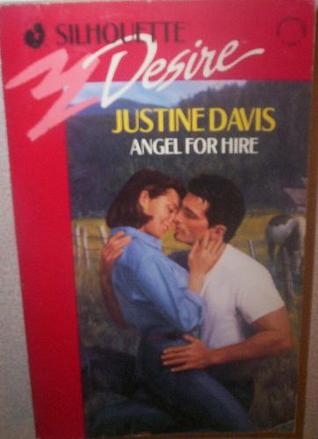 SILHOUETTE
Desire
JUSTINE DAVIS
ANGEL FOR HIRE